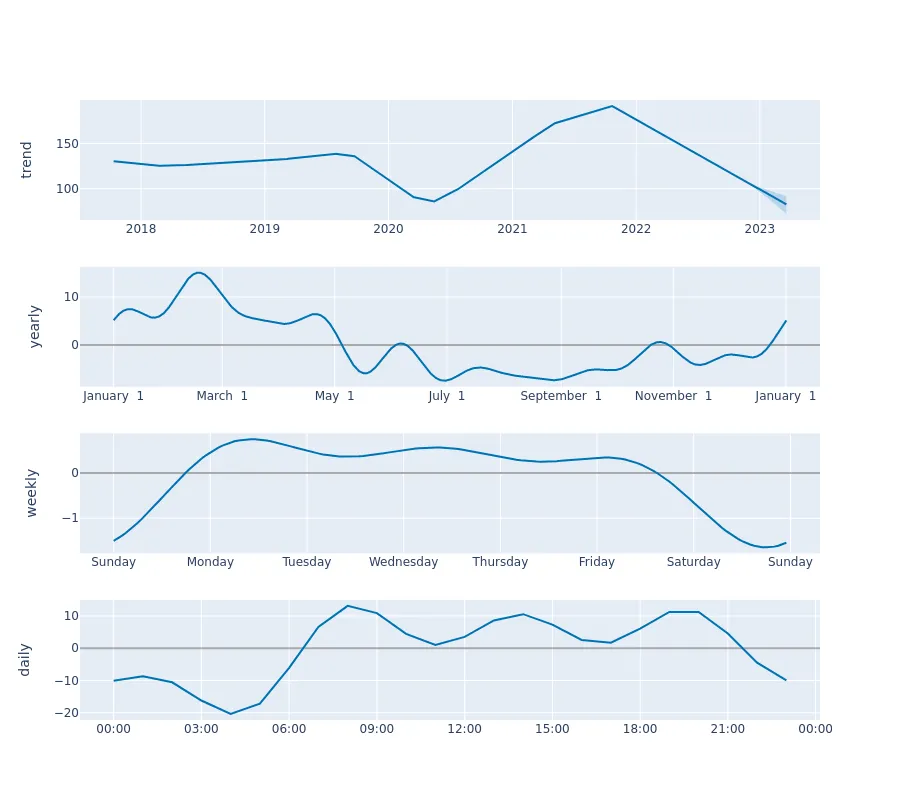 trend
150
100
2018 2019 2020 2021 2022 2023
yearly
10
0
January 1 March 1 May 1 July 1 September 1 November 1 January 1
weekly
0
−1
Sunday Monday Tuesday Wednesday Thursday Friday Saturday Sunday
daily
10
0
−10
−20
00:00 03:00 06:00 09:00 12:00 15:00 18:00 21:00 00:00